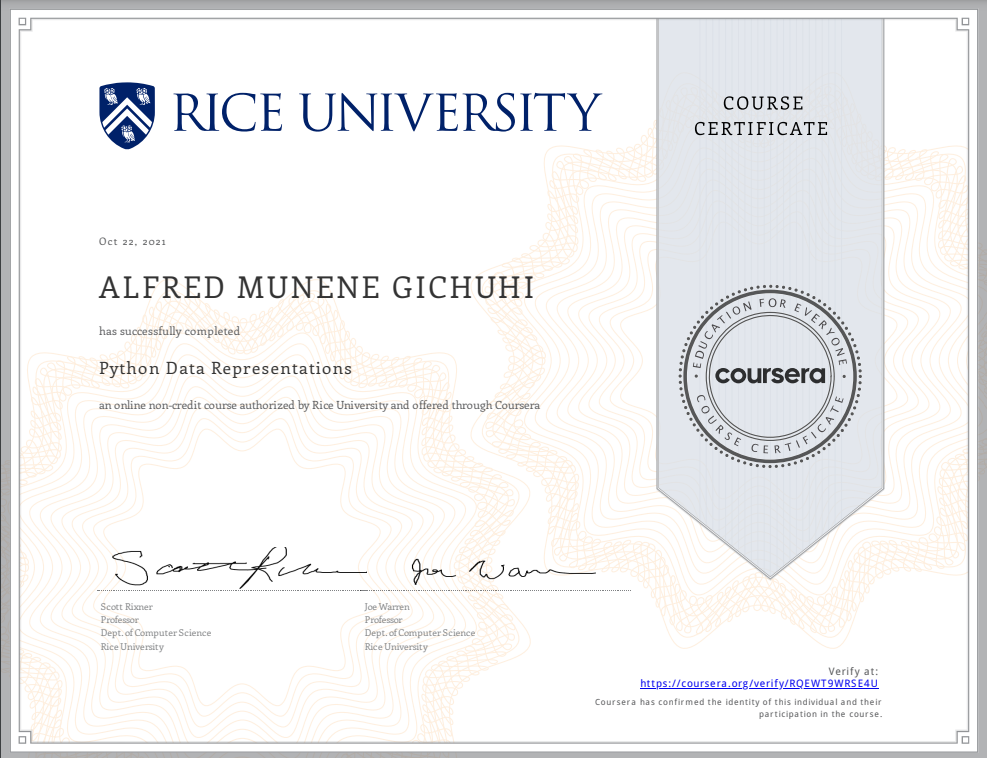 RICE UNIVERSITY
COURSE
CERTIFICATE
Oct 22, 2021
ALFRED MUNENE GICHUHI
has successfully completed
Python Data Representations
an online non-credit course authorized by Rice University and offered through Coursera
EDUCATION FOR EVERYONE
coursera
COURSE CERTIFICATE
Scott Rixner
Joe Warren
Scott Rixner
Professor
Dept. of Computer Science
Rice University
Joe Warren
Professor
Dept. of Computer Science
Rice University
Verify at:
https://coursera.org/verify/RQEWT9WRSE4U
Coursera has confirmed the identity of this individual and their
participation in the course.